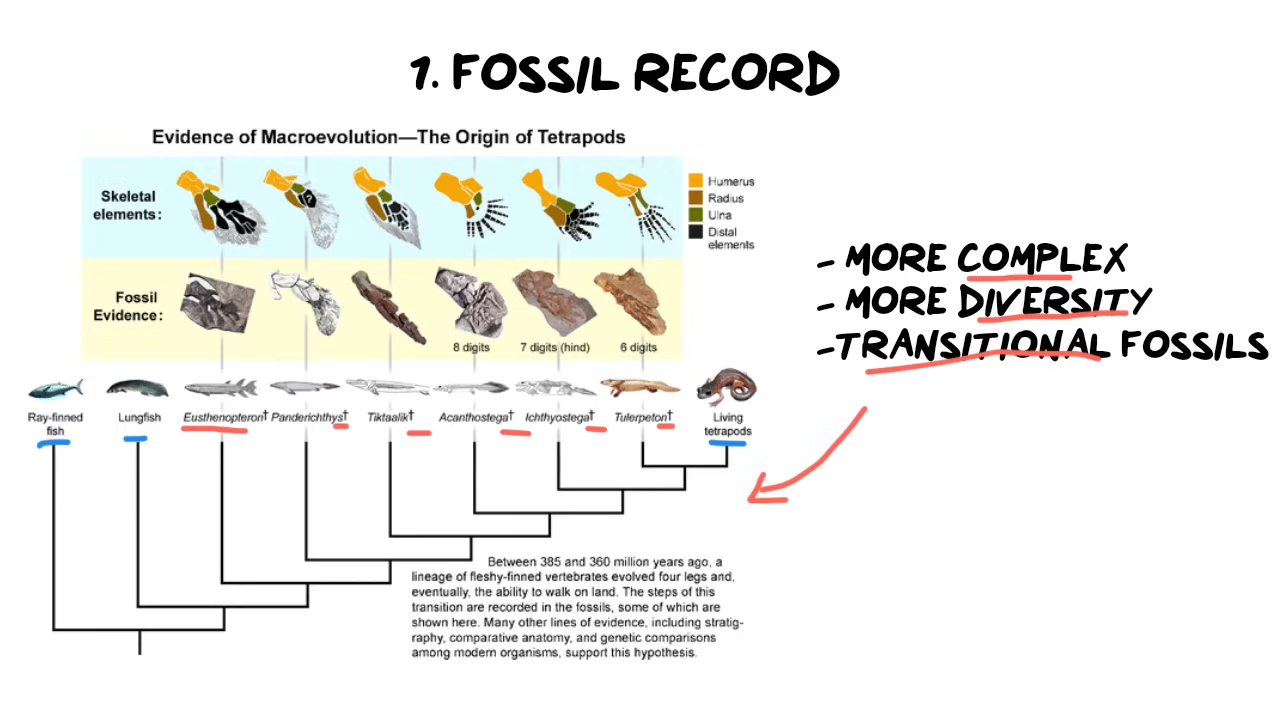 1. FOSSIL RECORD
Evidence of Macroevolution—The Origin of Tetrapods
Skeletal
elements:
Humerus
Radius
Ulna
Distal
elements
Fossil
Evidence:
8 digits
7 digits (hind)
6 digits
- MORE COMPLEX
- MORE DIVERSITY
-TRANSITIONAL FOSSILS
Ray-finned
fish
Lungfish
Eusthenopteron†
Panderichthys†
Tiktaalik†
Acanthostega†
Ichthyostega†
Tulerpeton†
Living
tetrapods
Between 385 and 360 million years ago, a
lineage of fleshy-finned vertebrates evolved four legs and,
eventually, the ability to walk on land. The steps of this
transition are recorded in the fossils, some of which are
shown here. Many other lines of evidence, including stratig-
raphy, comparative anatomy, and genetic comparisons
among modern organisms, support this hypothesis.